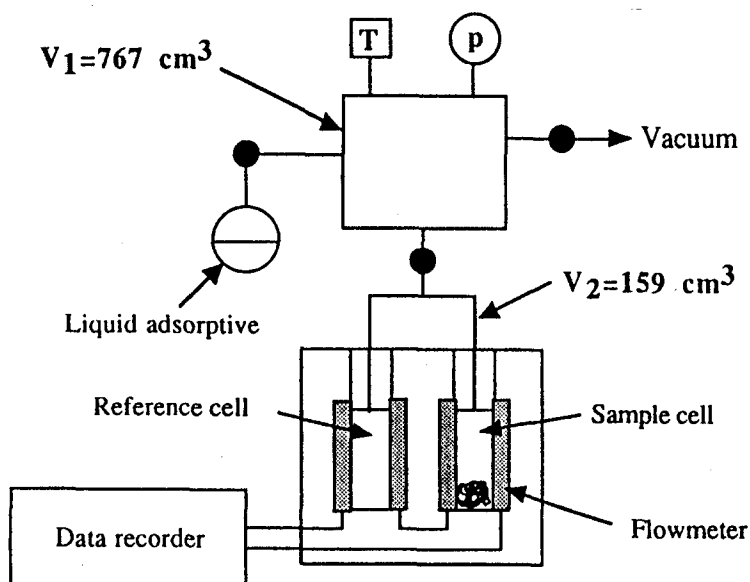 T
p
V1=767 cm3
Vacuum
V2=159 cm3
Liquid adsorptive
Reference cell
Sample cell
Data recorder
Flowmeter